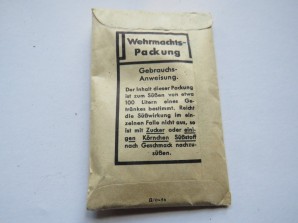 Wehrmachts-
Packung
Gebrauchs-
Anweisung.
Der Inhalt dieser Packung
ist zum Süßen von etwa
100 Litern eines Ge-
tränkes bestimmt. Reicht
die Süßwirkung im ein-
zelnen Falle nicht aus, so
ist mit Zucker oder eini-
gen Körnchen Süßstoff
nach Geschmack nachzu-
süßen.